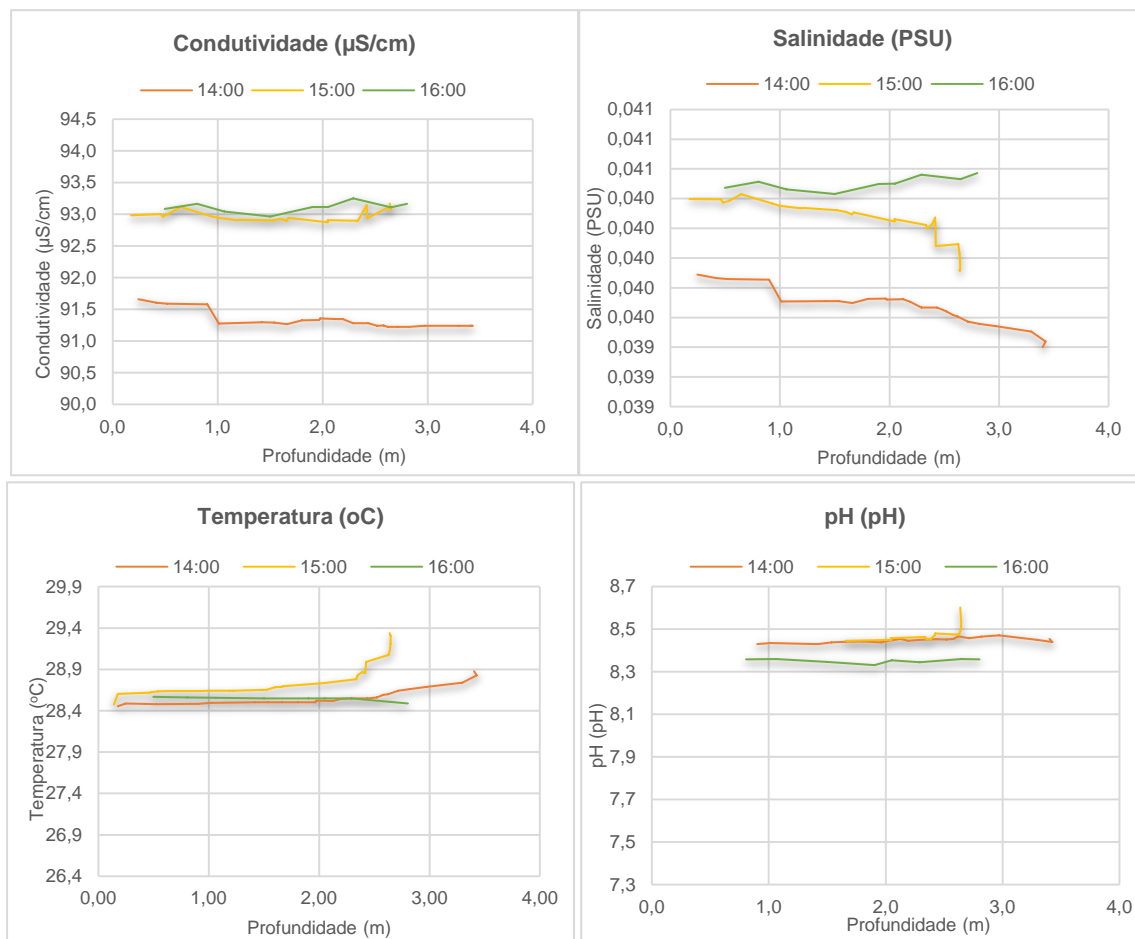 Condutividade (µS/cm)
14:00 15:00 16:00
Condutividade (µS/cm)
94,5
94,0
93,5
93,0
92,5
92,0
91,5
91,0
90,5
90,0
0,0 1,0 2,0 3,0 4,0
Profundidade (m)
Salinidade (PSU)
14:00 15:00 16:00
Salinidade (PSU)
0,041
0,041
0,041
0,040
0,040
0,040
0,040
0,040
0,039
0,039
0,039
0,0 1,0 2,0 3,0 4,0
Profundidade (m)
Temperatura (oC)
14:00 15:00 16:00
Temperatura (ºC)
29,9
29,4
28,9
28,4
27,9
27,4
26,9
26,4
0,00 1,00 2,00 3,00 4,00
Profundidade (m)
pH (pH)
14:00 15:00 16:00
pH (pH)
8,7
8,5
8,3
8,1
7,9
7,7
7,5
7,3
0,0 1,0 2,0 3,0 4,0
Profundidade (m)